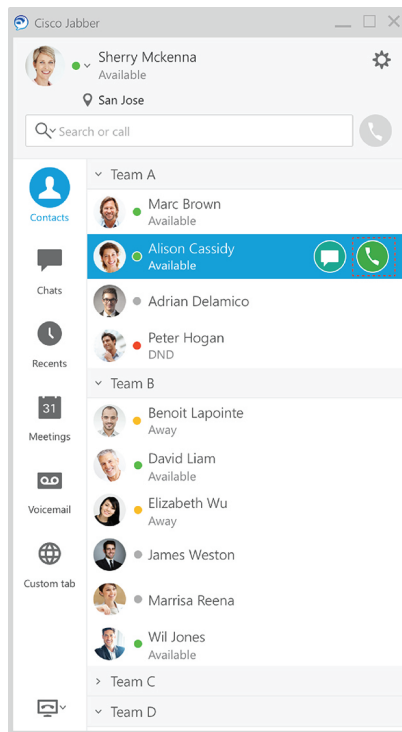 Cisco Jabber
Sherry Mckenna
Available
San Jose
Search or call
Contacts
Chats
Recents
31
Meetings
Voicemail
Custom tab
Team A
Marc Brown
Available
Alison Cassidy
Available
Adrian Delamico
Peter Hogan
DND
Team B
Benoit Lapointe
Away
David Liam
Available
Elizabeth Wu
Away
James Weston
Marrisa Reena
Wil Jones
Available
Team C
Team D